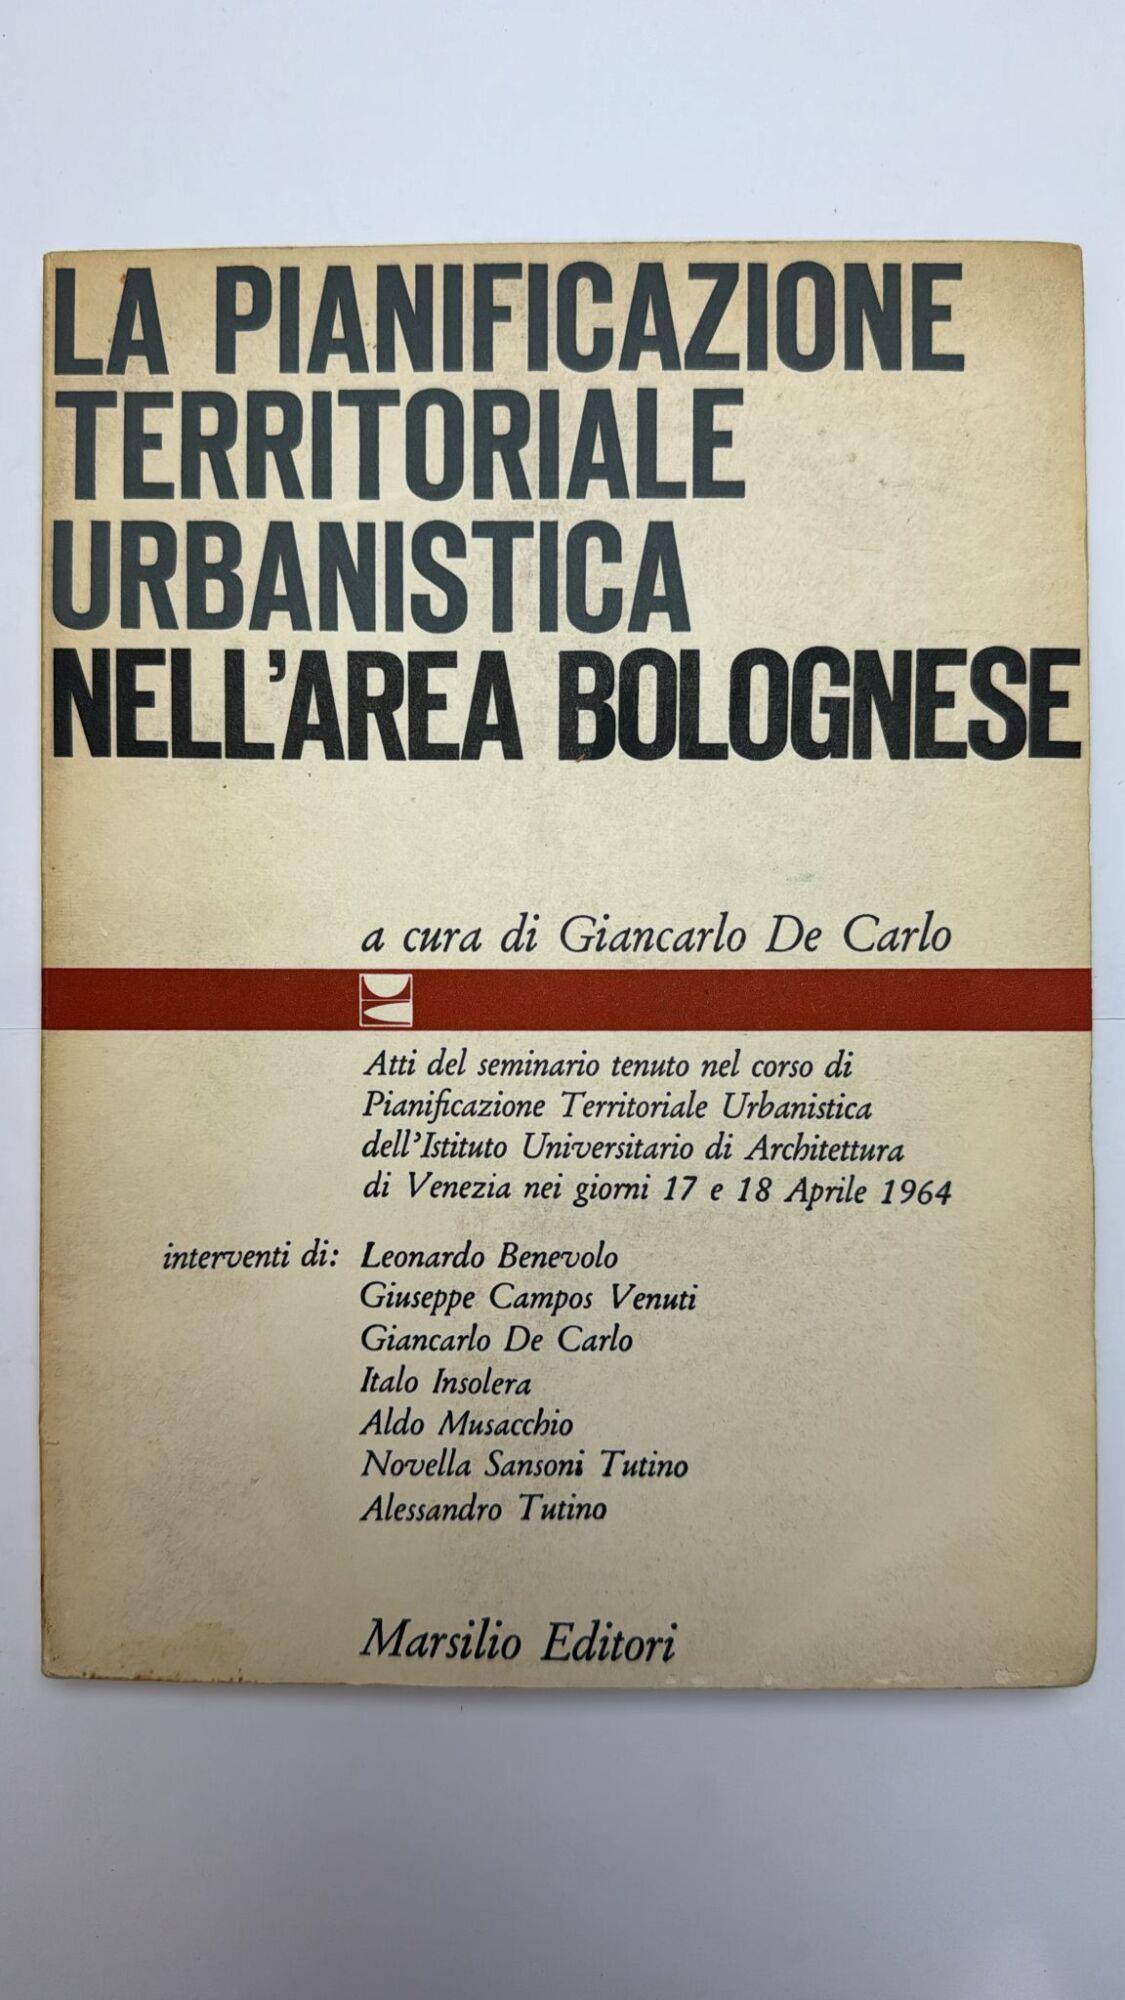 LA PIANIFICAZIONE
TERRITORIALE
URBANISTICA
NELL'AREA BOLOGNESE
a cura di Giancarlo De Carlo
Atti del seminario tenuto nel corso di
Pianificazione Territoriale Urbanistica
dell'Istituto Universitario di Architettura
di Venezia nei giorni 17 e 18 Aprile 1964
interventi di: Leonardo Benevolo
Giuseppe Campos Venuti
Giancarlo De Carlo
Italo Insolera
Aldo Musacchio
Novella Sansoni Tutino
Alessandro Tutino
Marsilio Editori